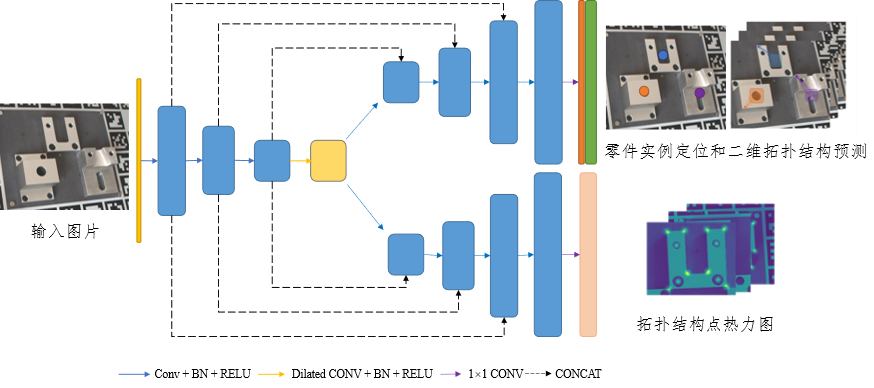 零件实例定位和二维拓扑结构预测
输入图片
拓扑结构点热力图
Conv + BN + RELU
Dilated CONV + BN + RELU
1×1 CONV
CONCAT